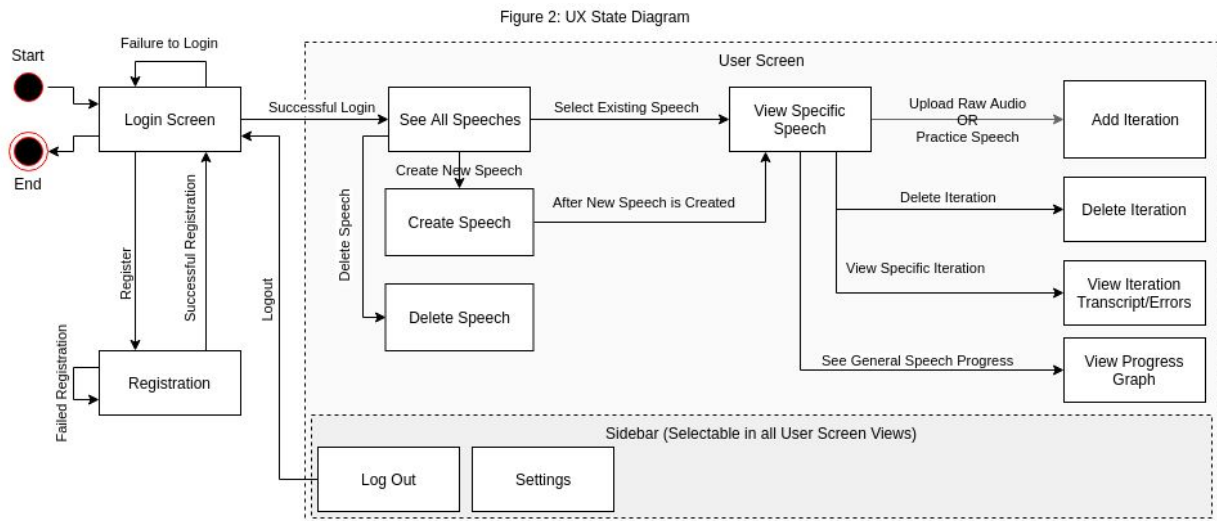 Figure 2: UX State Diagram
Failure to Login
Start
User Screen
Login Screen
Successful Login
See All Speeches
Select Existing Speech
View Specific
Speech
Upload Raw Audio
OR
Practice Speech
Add Iteration
End
Create New Speech
Create Speech
After New Speech is Created
Delete Iteration
Delete Iteration
Register
Successful Registration
Logout
Delete Speech
Delete Speech
View Specific Iteration
View Iteration
Transcript/Errors
Failed Registration
Registration
See General Speech Progress
View Progress
Graph
Sidebar (Selectable in all User Screen Views)
Log Out
Settings